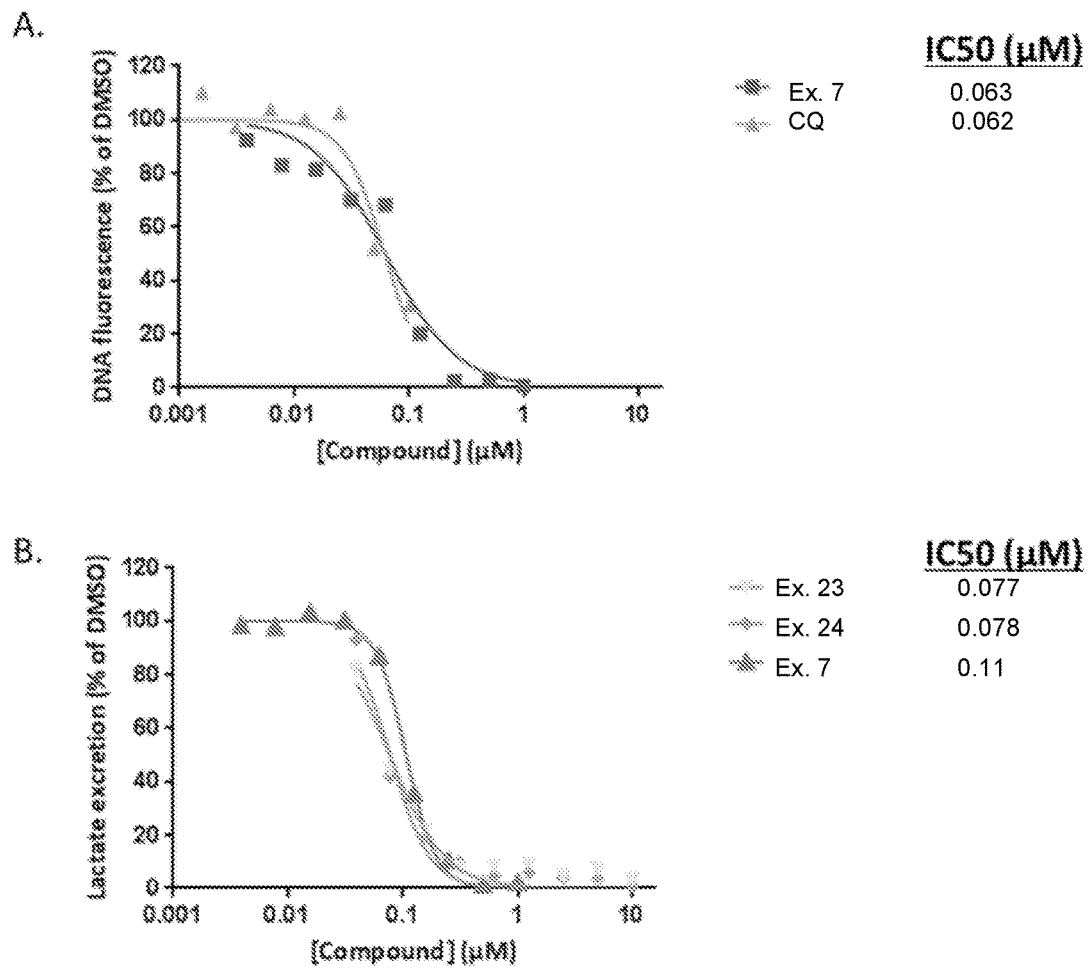 A.
IC50 (µM)
Ex. 7 0.063
CQ 0.062
DNA fluorescence (% of DMSO)
120
100
80
60
40
20
0
0.001 0.01 0.1 1 10
[Compound] (µM)
B.
IC50 (µM)
Ex. 23 0.077
Ex. 24 0.078
Ex. 7 0.11
Lactate excretion (% of DMSO)
120
100
80
60
40
20
0
0.001 0.01 0.1 1 10
[Compound] (µM)